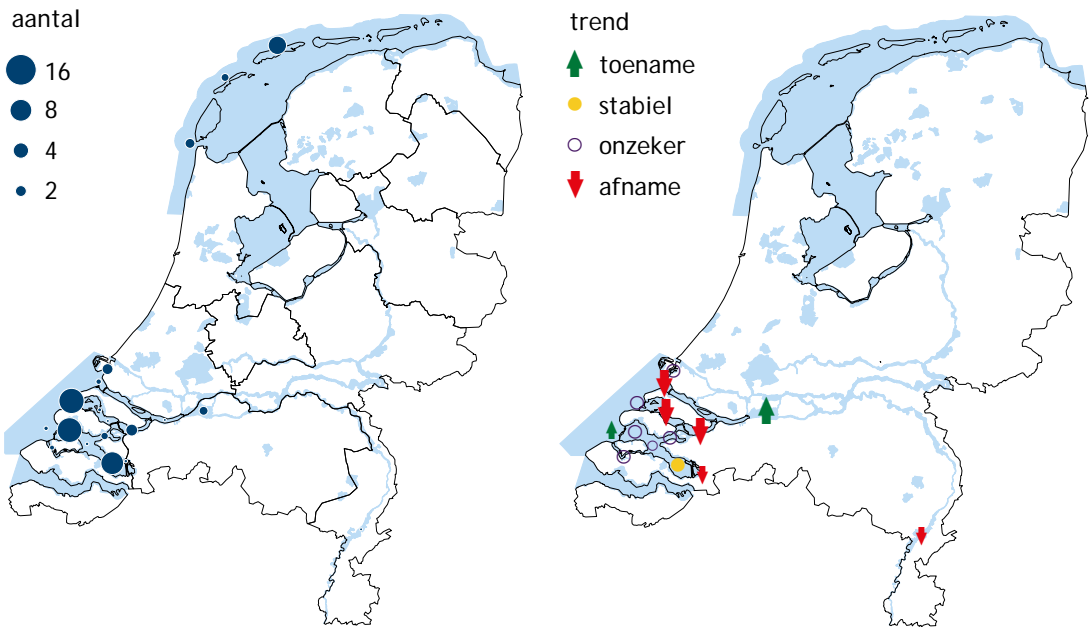 aantal
16
8
4
2
trend
toename
stabiel
onzeker
afname